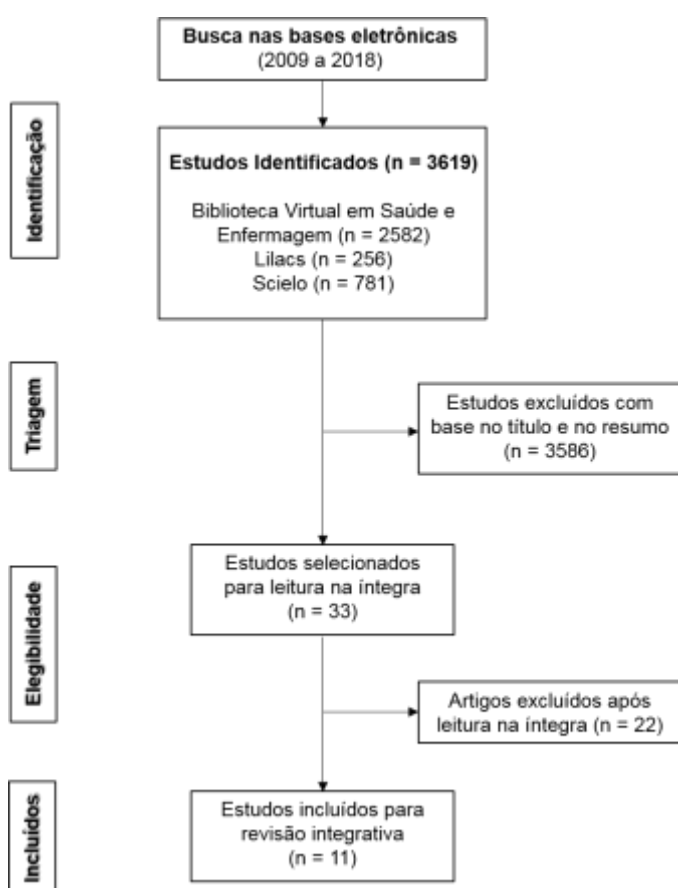 Busca nas bases eletrônicas
(2009 a 2018)
Identificação
Estudos Identificados (n = 3619)
Biblioteca Virtual em Saúde e
Enfermagem (n = 2582)
Lilacs (n = 256)
Scielo (n = 781)
Triagem
Estudos excluídos com
base no título e no resumo
(n = 3586)
Elegibilidade
Estudos selecionados
para leitura na íntegra
(n = 33)
Artigos excluídos após
leitura na íntegra (n = 22)
Incluídos
Estudos incluídos para
revisão integrativa
(n = 11)